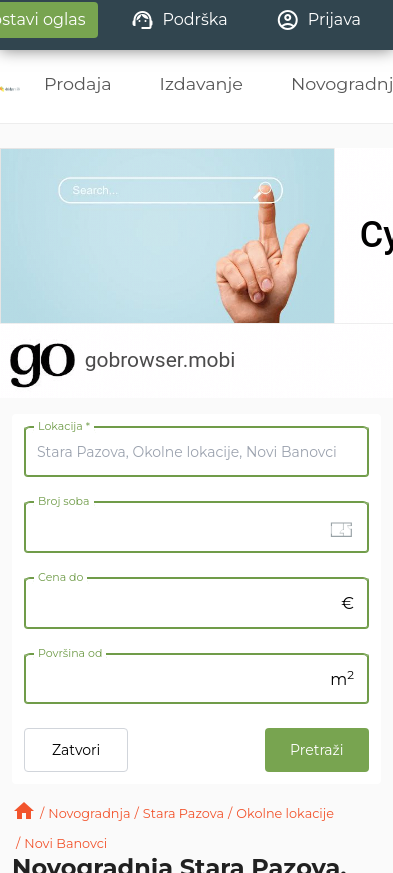 ostavi oglas
Podrška
Prijava
Prodaja
Izdavanje
Novogradnj
Search...
Cy
go gobrowser.mobi
Lokacija *
Stara Pazova, Okolne lokacije, Novi Banovci
Broj soba
Cena do
€
Površina od
m²
Zatvori
Pretraži
/ Novogradnja / Stara Pazova / Okolne lokacije
/ Novi Banovci
Novogradnja Stara Pazova,